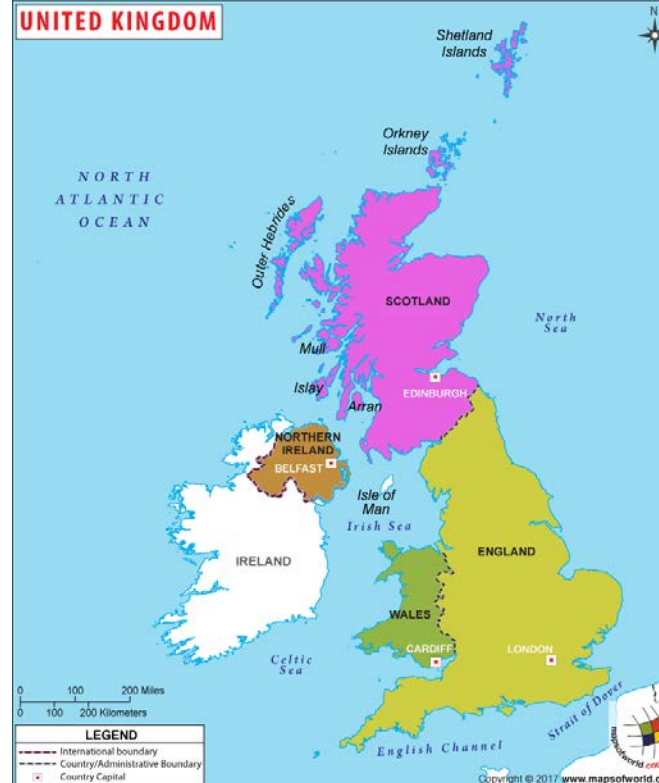 UNITED KINGDOM
N
Shetland
Islands
Orkney
Islands
NORTH
ATLANTIC
OCEAN
Outer Hebrides
SCOTLAND
North
Sea
Mull
EDINBURGH
Islay
Arran
NORTHERN
IRELAND
BELFAST
Isle of
Man
Irish Sea
ENGLAND
IRELAND
WALES
CARDIFF
LONDON
Celtic
Sea
0 100 200 Miles
0 100 200 Kilometers
Strait of Dover
English Channel
LEGEND
International boundary
Country/Administrative Boundary
Country Capital
mapsofworld.com
Copyright © 2017 www.mapsofworld.